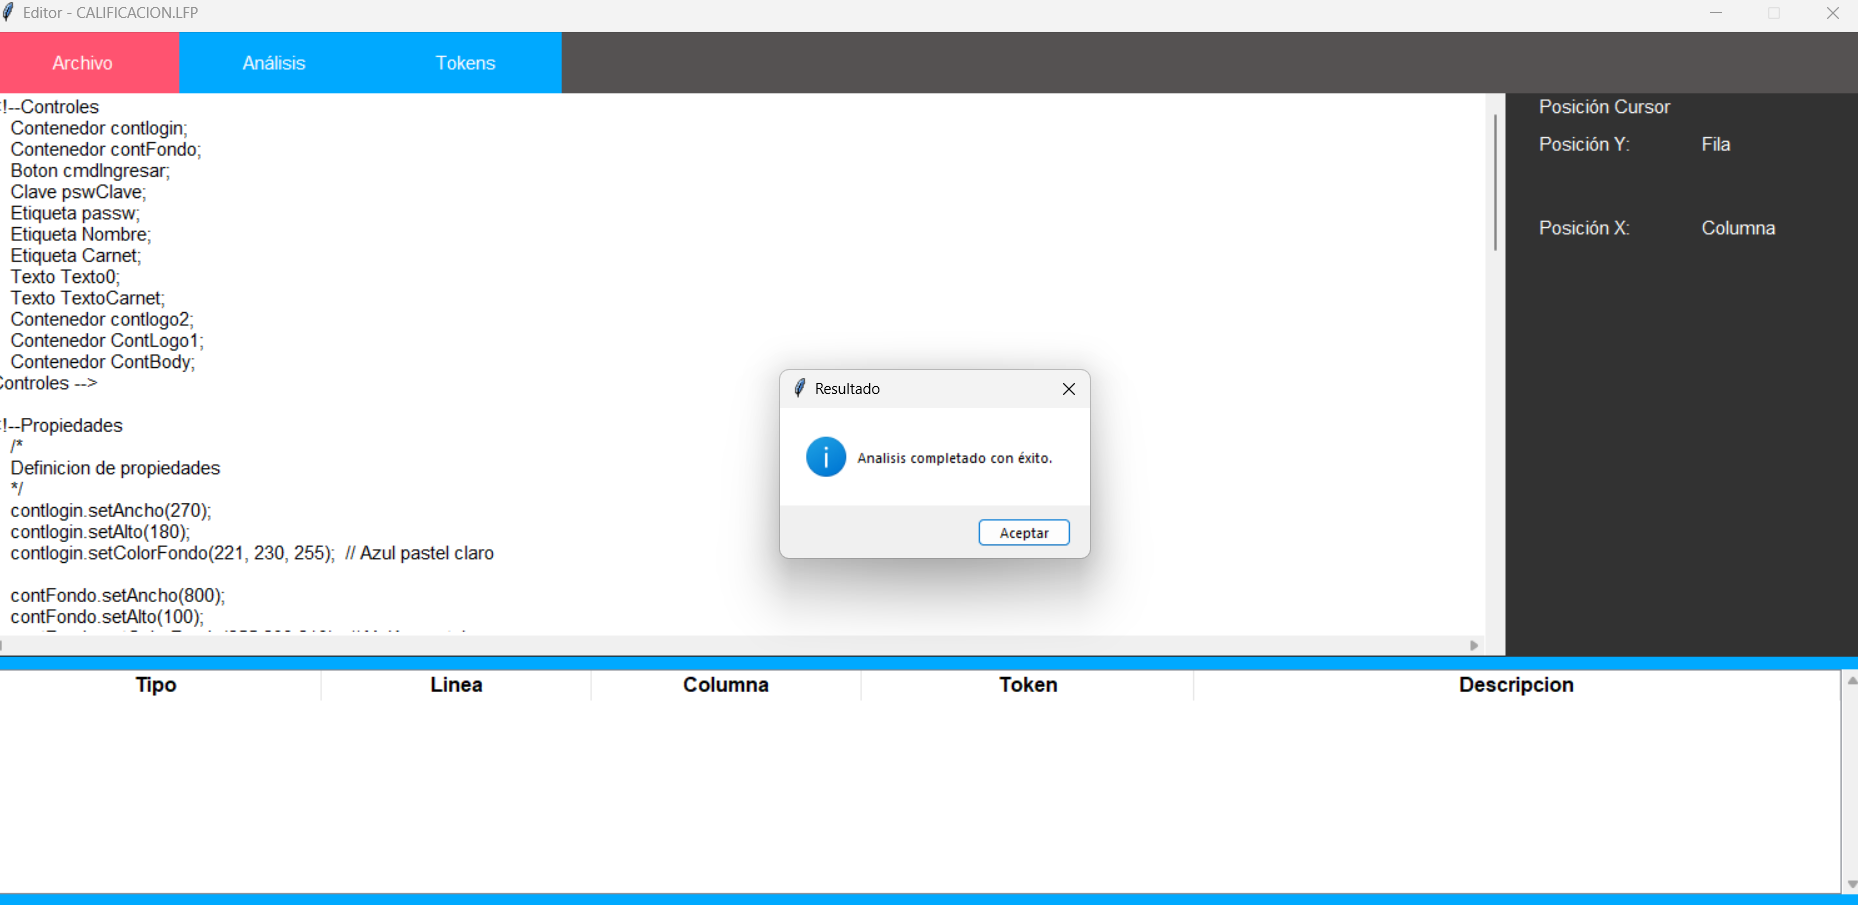 Editor - CALIFICACION.LFP
Archivo Análisis Tokens
!--Controles
Contenedor contlogin;
Contenedor contFondo;
Boton cmdIngresar;
Clave pswClave;
Etiqueta passw;
Etiqueta Nombre;
Etiqueta Carnet;
Texto Texto0;
Texto TextoCarnet;
Contenedor contlogo2;
Contenedor ContLogo1;
Contenedor ContBody;
Controles -->
!--Propiedades
/*
Definicion de propiedades
*/
contlogin.setAncho(270);
contlogin.setAlto(180);
contlogin.setColorFondo(221, 230, 255);  // Azul pastel claro
contFondo.setAncho(800);
contFondo.setAlto(100);
Posición Cursor
Posición Y: Fila
Posición X: Columna
Resultado
Analisis completado con éxito.
Aceptar
Tipo Linea Columna Token Descripcion